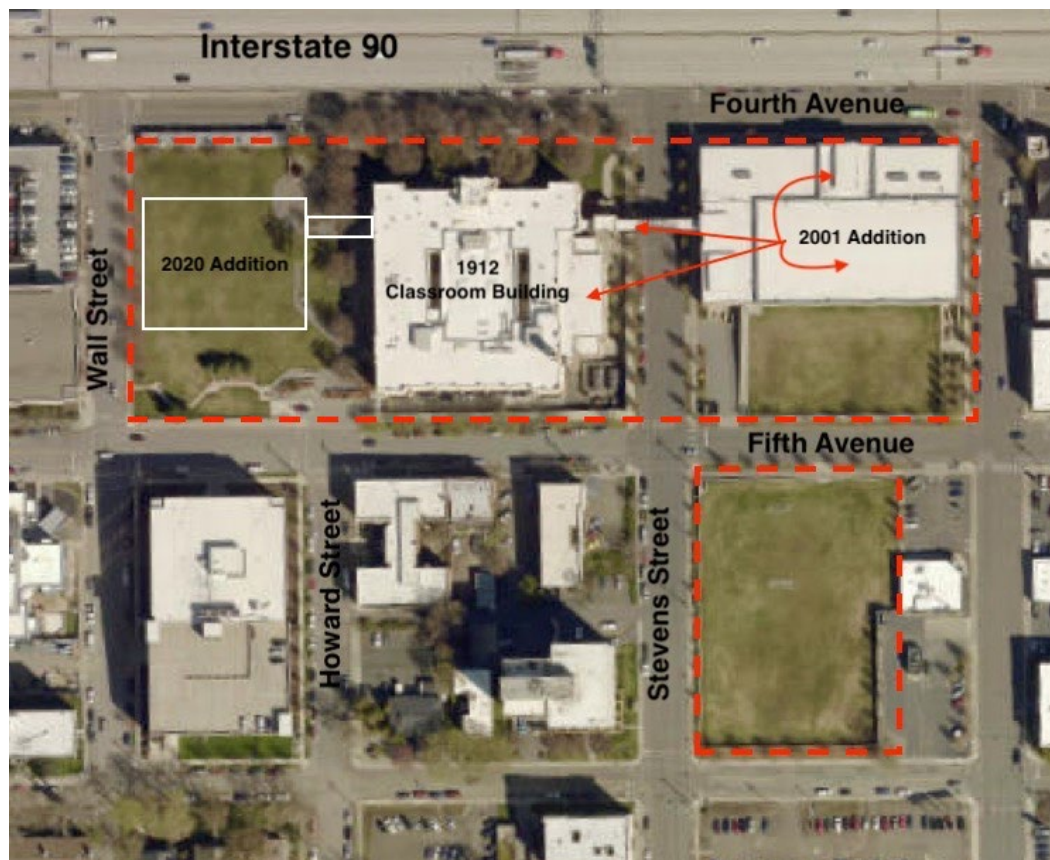 Interstate 90
Fourth Avenue
2001 Addition
2020 Addition
1912
Classroom Building
Wall Street
Fifth Avenue
Howard Street
Stevens Street